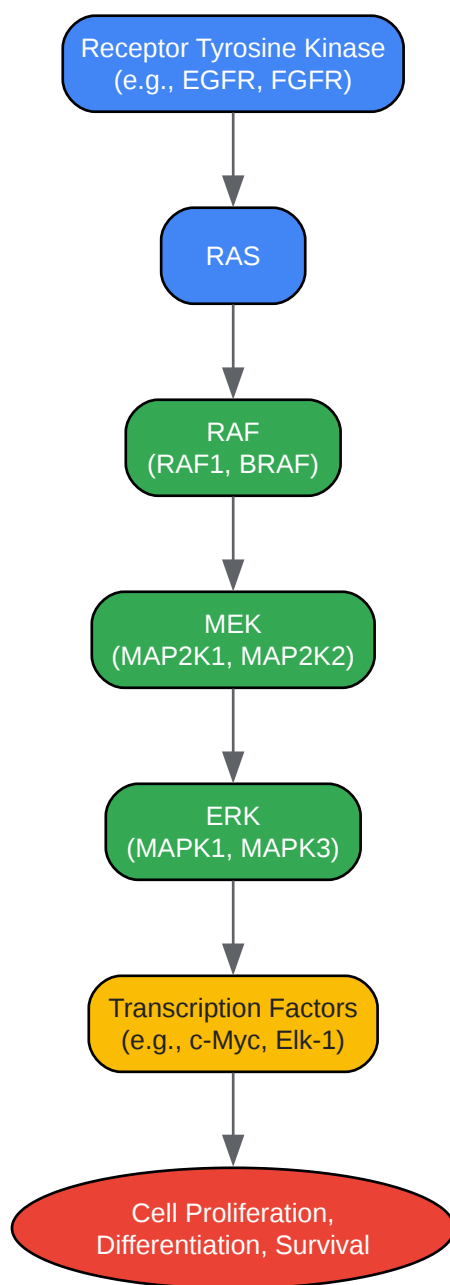 Receptor Tyrosine Kinase
(e.g., EGFR, FGFR)
RAS
RAF
(RAF1, BRAF)
MEK
(MAP2K1, MAP2K2)
ERK
(MAPK1, MAPK3)
Transcription Factors
(e.g., c-Myc, Elk-1)
Cell Proliferation,
Differentiation, Survival